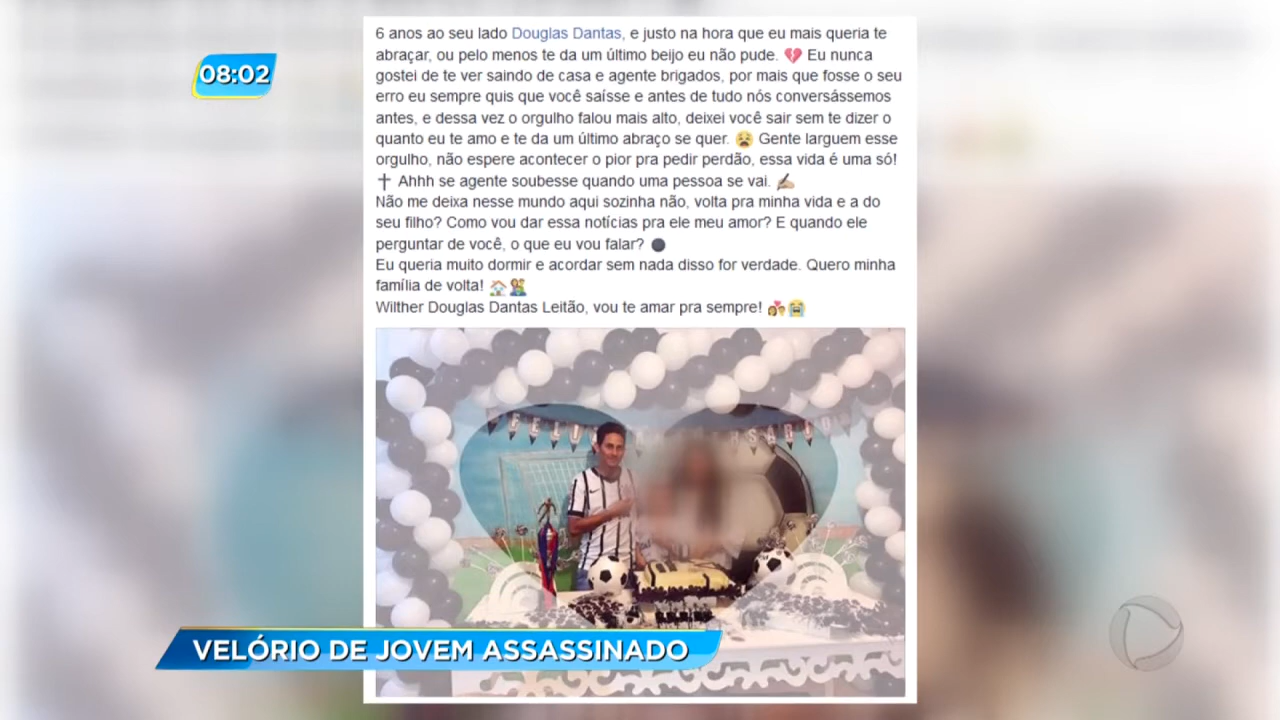 08:02
6 anos ao seu lado Douglas Dantas, e justo na hora que eu mais queria te
abraçar, ou pelo menos te da um último beijo eu não pude. 💔 Eu nunca
gostei de te ver saindo de casa e agente brigados, por mais que fosse o seu
erro eu sempre quis que você saísse e antes de tudo nós conversássemos
antes, e dessa vez o orgulho falou mais alto, deixei você sair sem te dizer o
quanto eu te amo e te da um último abraço se quer. 😫 Gente larguem esse
orgulho, não espere acontecer o pior pra pedir perdão, essa vida é uma só!
✝ Ahhh se agente soubesse quando uma pessoa se vai. ✍
Não me deixa nesse mundo aqui sozinha não, volta pra minha vida e a do
seu filho? Como vou dar essa notícias pra ele meu amor? E quando ele
perguntar de você, o que eu vou falar? ⚫
Eu queria muito dormir e acordar sem nada disso for verdade. Quero minha
família de volta! 🏡👨‍👩‍👦
Wilther Douglas Dantas Leitão, vou te amar pra sempre! 💑😭
VELÓRIO DE JOVEM ASSASSINADO